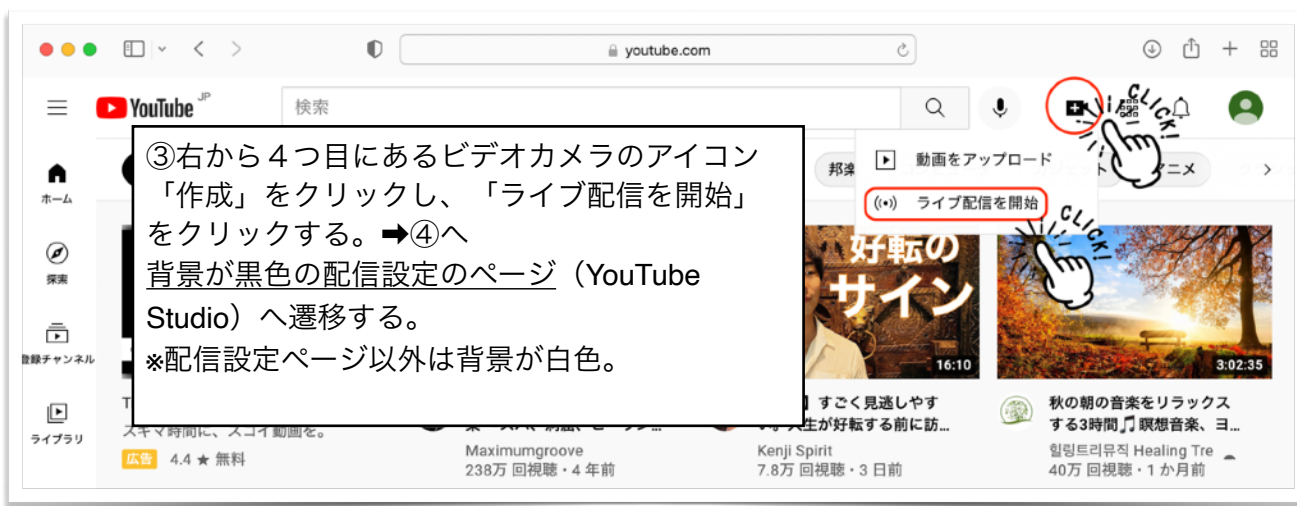 youtube.com
YouTube JP
検索
CLICK!
③右から４つ目にあるビデオカメラのアイコン
「作成」をクリックし、「ライブ配信を開始」
をクリックする。➡④へ
背景が黒色の配信設定のページ（YouTube
Studio）へ遷移する。
※配信設定ページ以外は背景が白色。
邦楽
動画をアップロード
アニメ
ライブ配信を開始
CLICK!
ホーム
探索
登録チャンネル
ライブラリ
好転の
サイン
16:10
3:02:35
スキマ時間に、スゴイ動画を。
広告 4.4 ★ 無料
Maximumgroove
238万 回視聴・4 年前
】すごく見逃しやす
生が好転する前に訪...
Kenji Spirit
7.8万 回視聴・3 日前
秋の朝の音楽をリラックス
する3時間🎵瞑想音楽、ヨ...
힐링트리뮤직 Healing Tre
40万 回視聴・1 か月前